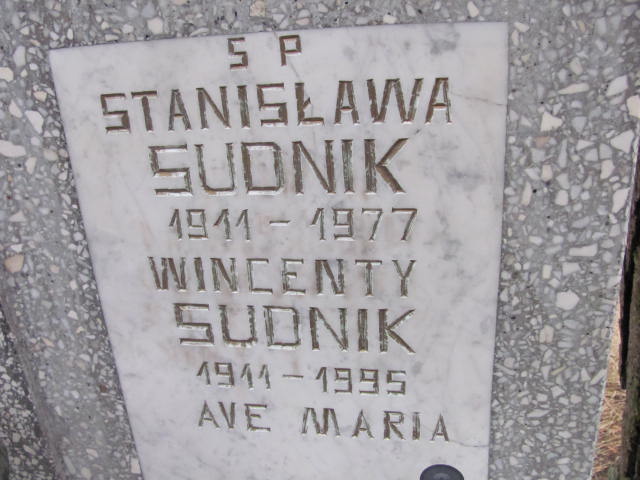 S P
STANISŁAWA
SUDNIK
1911 - 1977
WINCENTY
SUDNIK
1911 - 1995
AVE MARIA